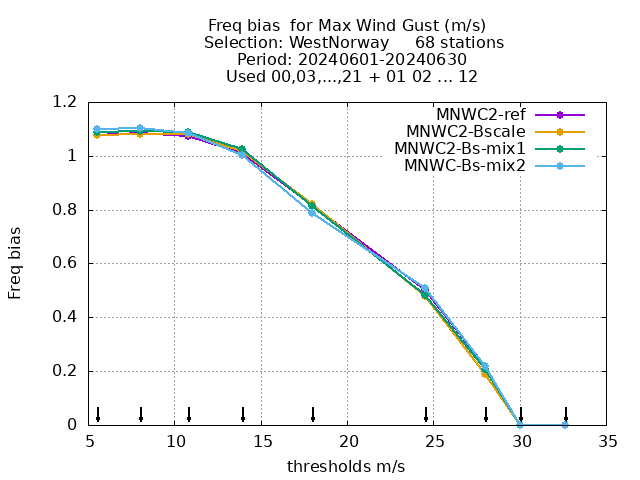 Freq bias  for Max Wind Gust (m/s)
Selection: WestNorway     68 stations
Period: 20240601-20240630
Used 00,03,...,21 + 01 02 ... 12
MNWC2-ref
MNWC2-Bscale
MNWC2-Bs-mix1
MNWC-Bs-mix2
Freq bias
1.2
1
0.8
0.6
0.4
0.2
0
5 10 15 20 25 30 35
thresholds m/s